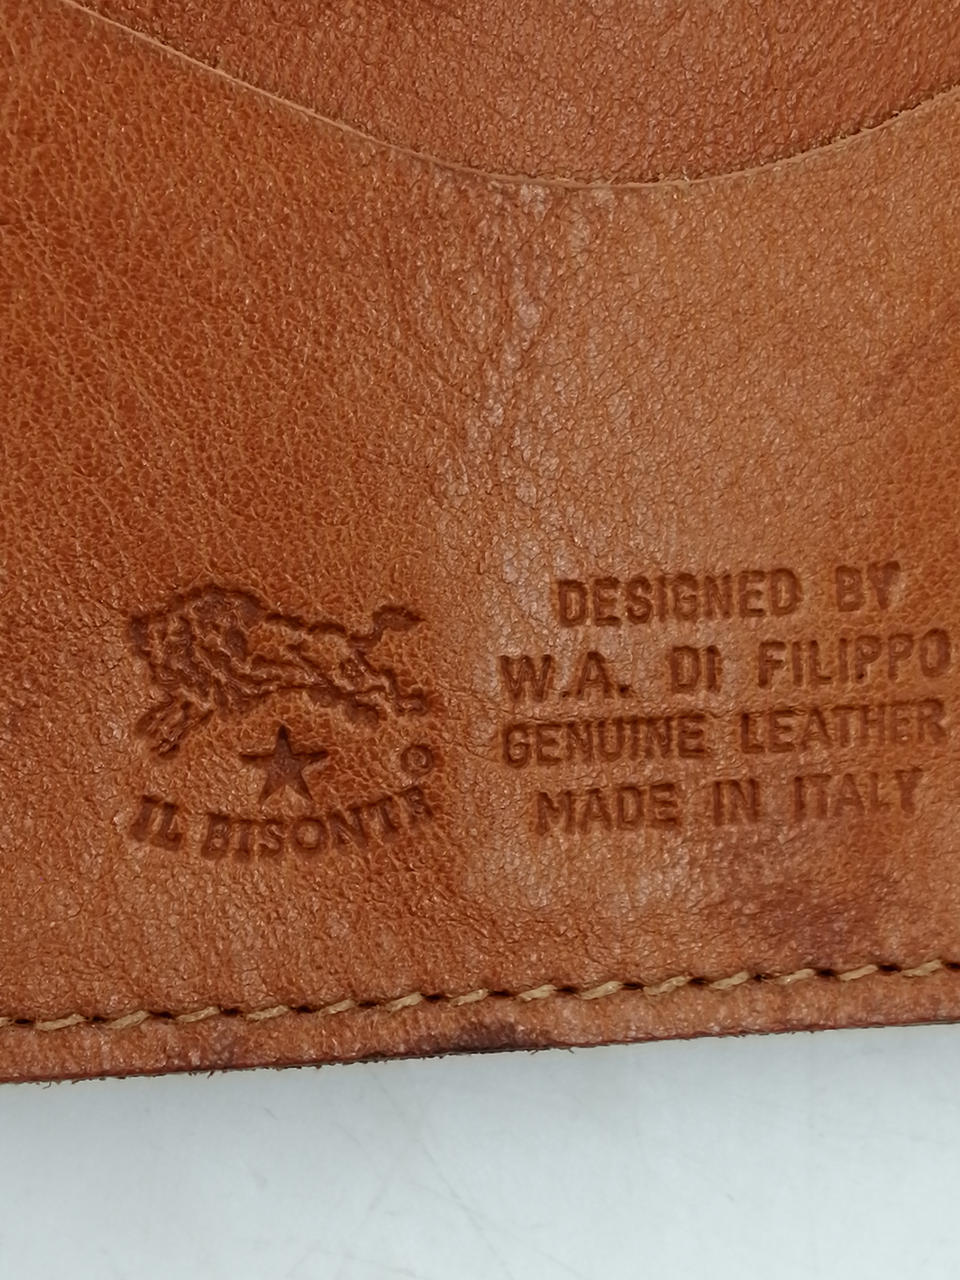 IL BISONTE
DESIGNED BY
W.A. DI FILIPPO
GENUINE LEATHER
MADE IN ITALY